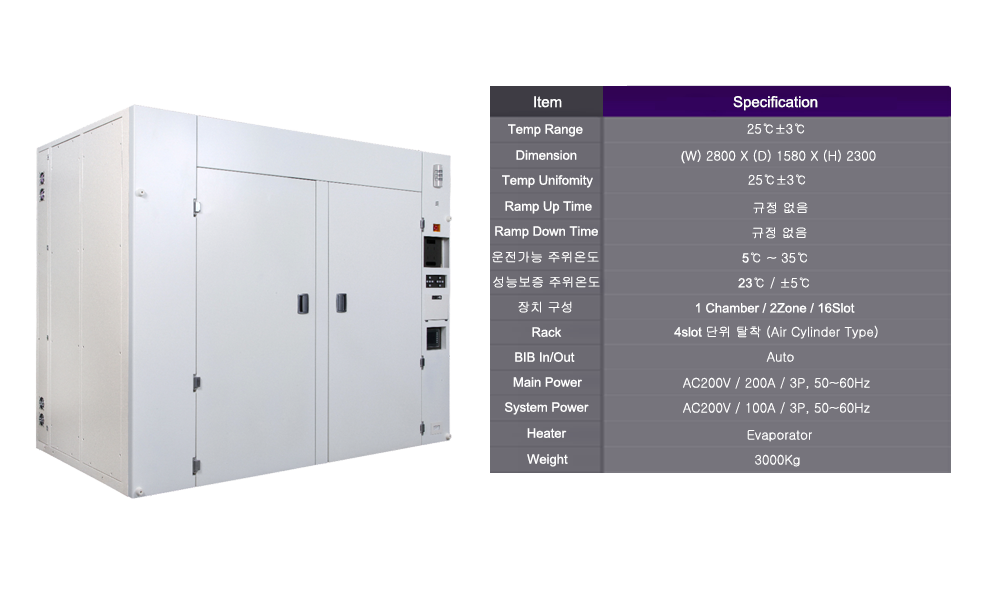 Item Specification
Temp Range 25℃±3℃
Dimension (W) 2800 X (D) 1580 X (H) 2300
Temp Unifomity 25℃±3℃
Ramp Up Time 규정 없음
Ramp Down Time 규정 없음
운전가능 주위온도 5℃ ~ 35℃
성능보증 주위온도 23℃ / ±5℃
장치 구성 1 Chamber / 2Zone / 16Slot
Rack 4slot 단위 탈착 (Air Cylinder Type)
BIB In/Out Auto
Main Power AC200V / 200A / 3P, 50~60Hz
System Power AC200V / 100A / 3P, 50~60Hz
Heater Evaporator
Weight 3000Kg